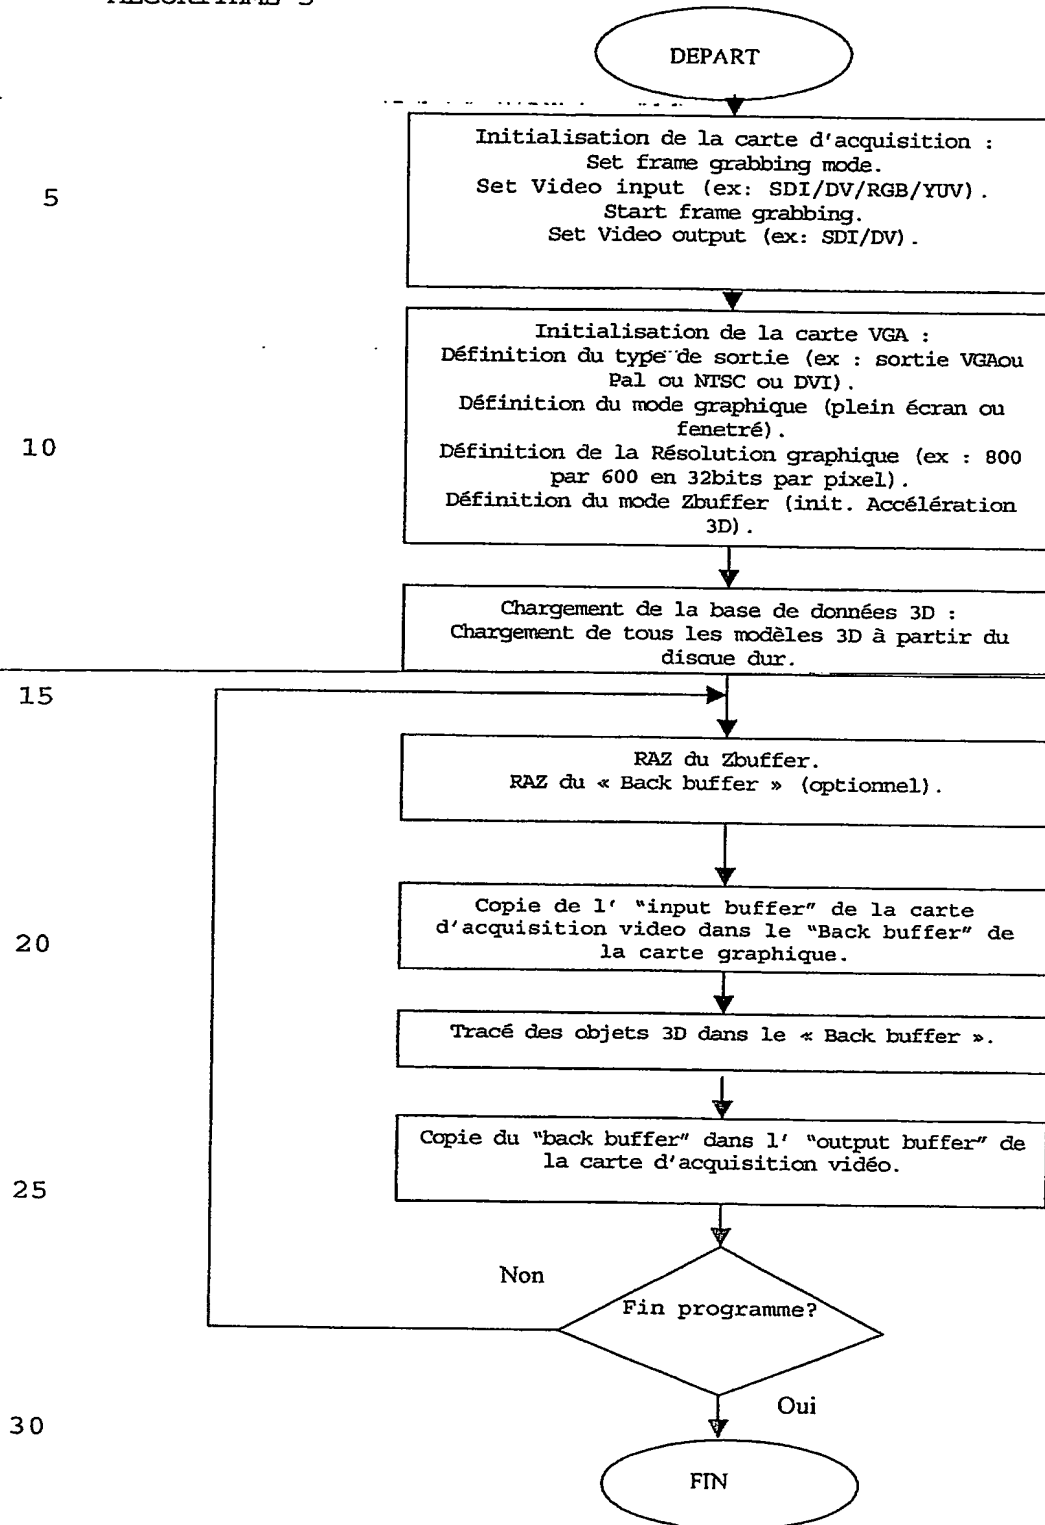 DEPART
Initialisation de la carte d'acquisition :
Set frame grabbing mode.
5
Set Video input (ex: SDI/DV/RGB/YUV).
Start frame grabbing.
Set Video output (ex: SDI/DV).
Initialisation de la carte VGA :
Définition du type de sortie (ex : sortie VGAou
Pal ou NTSC ou DVI).
Définition du mode graphique (plein écran ou
fenetré).
10
Définition de la Résolution graphique (ex : 800
par 600 en 32bits par pixel).
Définition du mode Zbuffer (init. Accélération
3D).
Chargement de la base de données 3D :
Chargement de tous les modèles 3D à partir du
disque dur.
15
RAZ du Zbuffer.
RAZ du « Back buffer » (optionnel).
Copie de l' "input buffer" de la carte
d'acquisition video dans le "Back buffer" de
20
la carte graphique.
Tracé des objets 3D dans le « Back buffer ».
Copie du "back buffer" dans l' "output buffer" de
la carte d'acquisition vidéo.
25
Non
Fin programme?
Oui
30
FIN